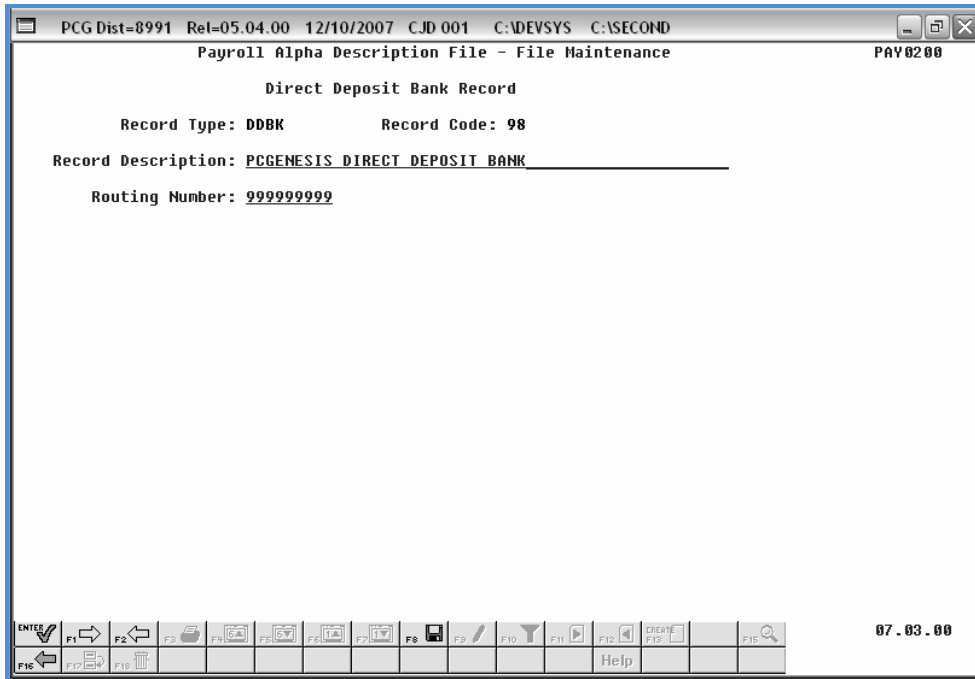 PCG Dist=8991 Rel=05.04.00 12/10/2007 CJD 001 C:\DEVSYS C:\SECOND
Payroll Alpha Description File - File Maintenance PAY0200
Direct Deposit Bank Record
Record Type: DDBK Record Code: 98
Record Description: PCGENESIS DIRECT DEPOSIT BANK
Routing Number: 999999999
ENTER F1 F2 F3 F4 F5 F6 F7 F8 F9 F10 F11 F12 CREATE F13 F15 07.03.00
F16 F17 F18 Help